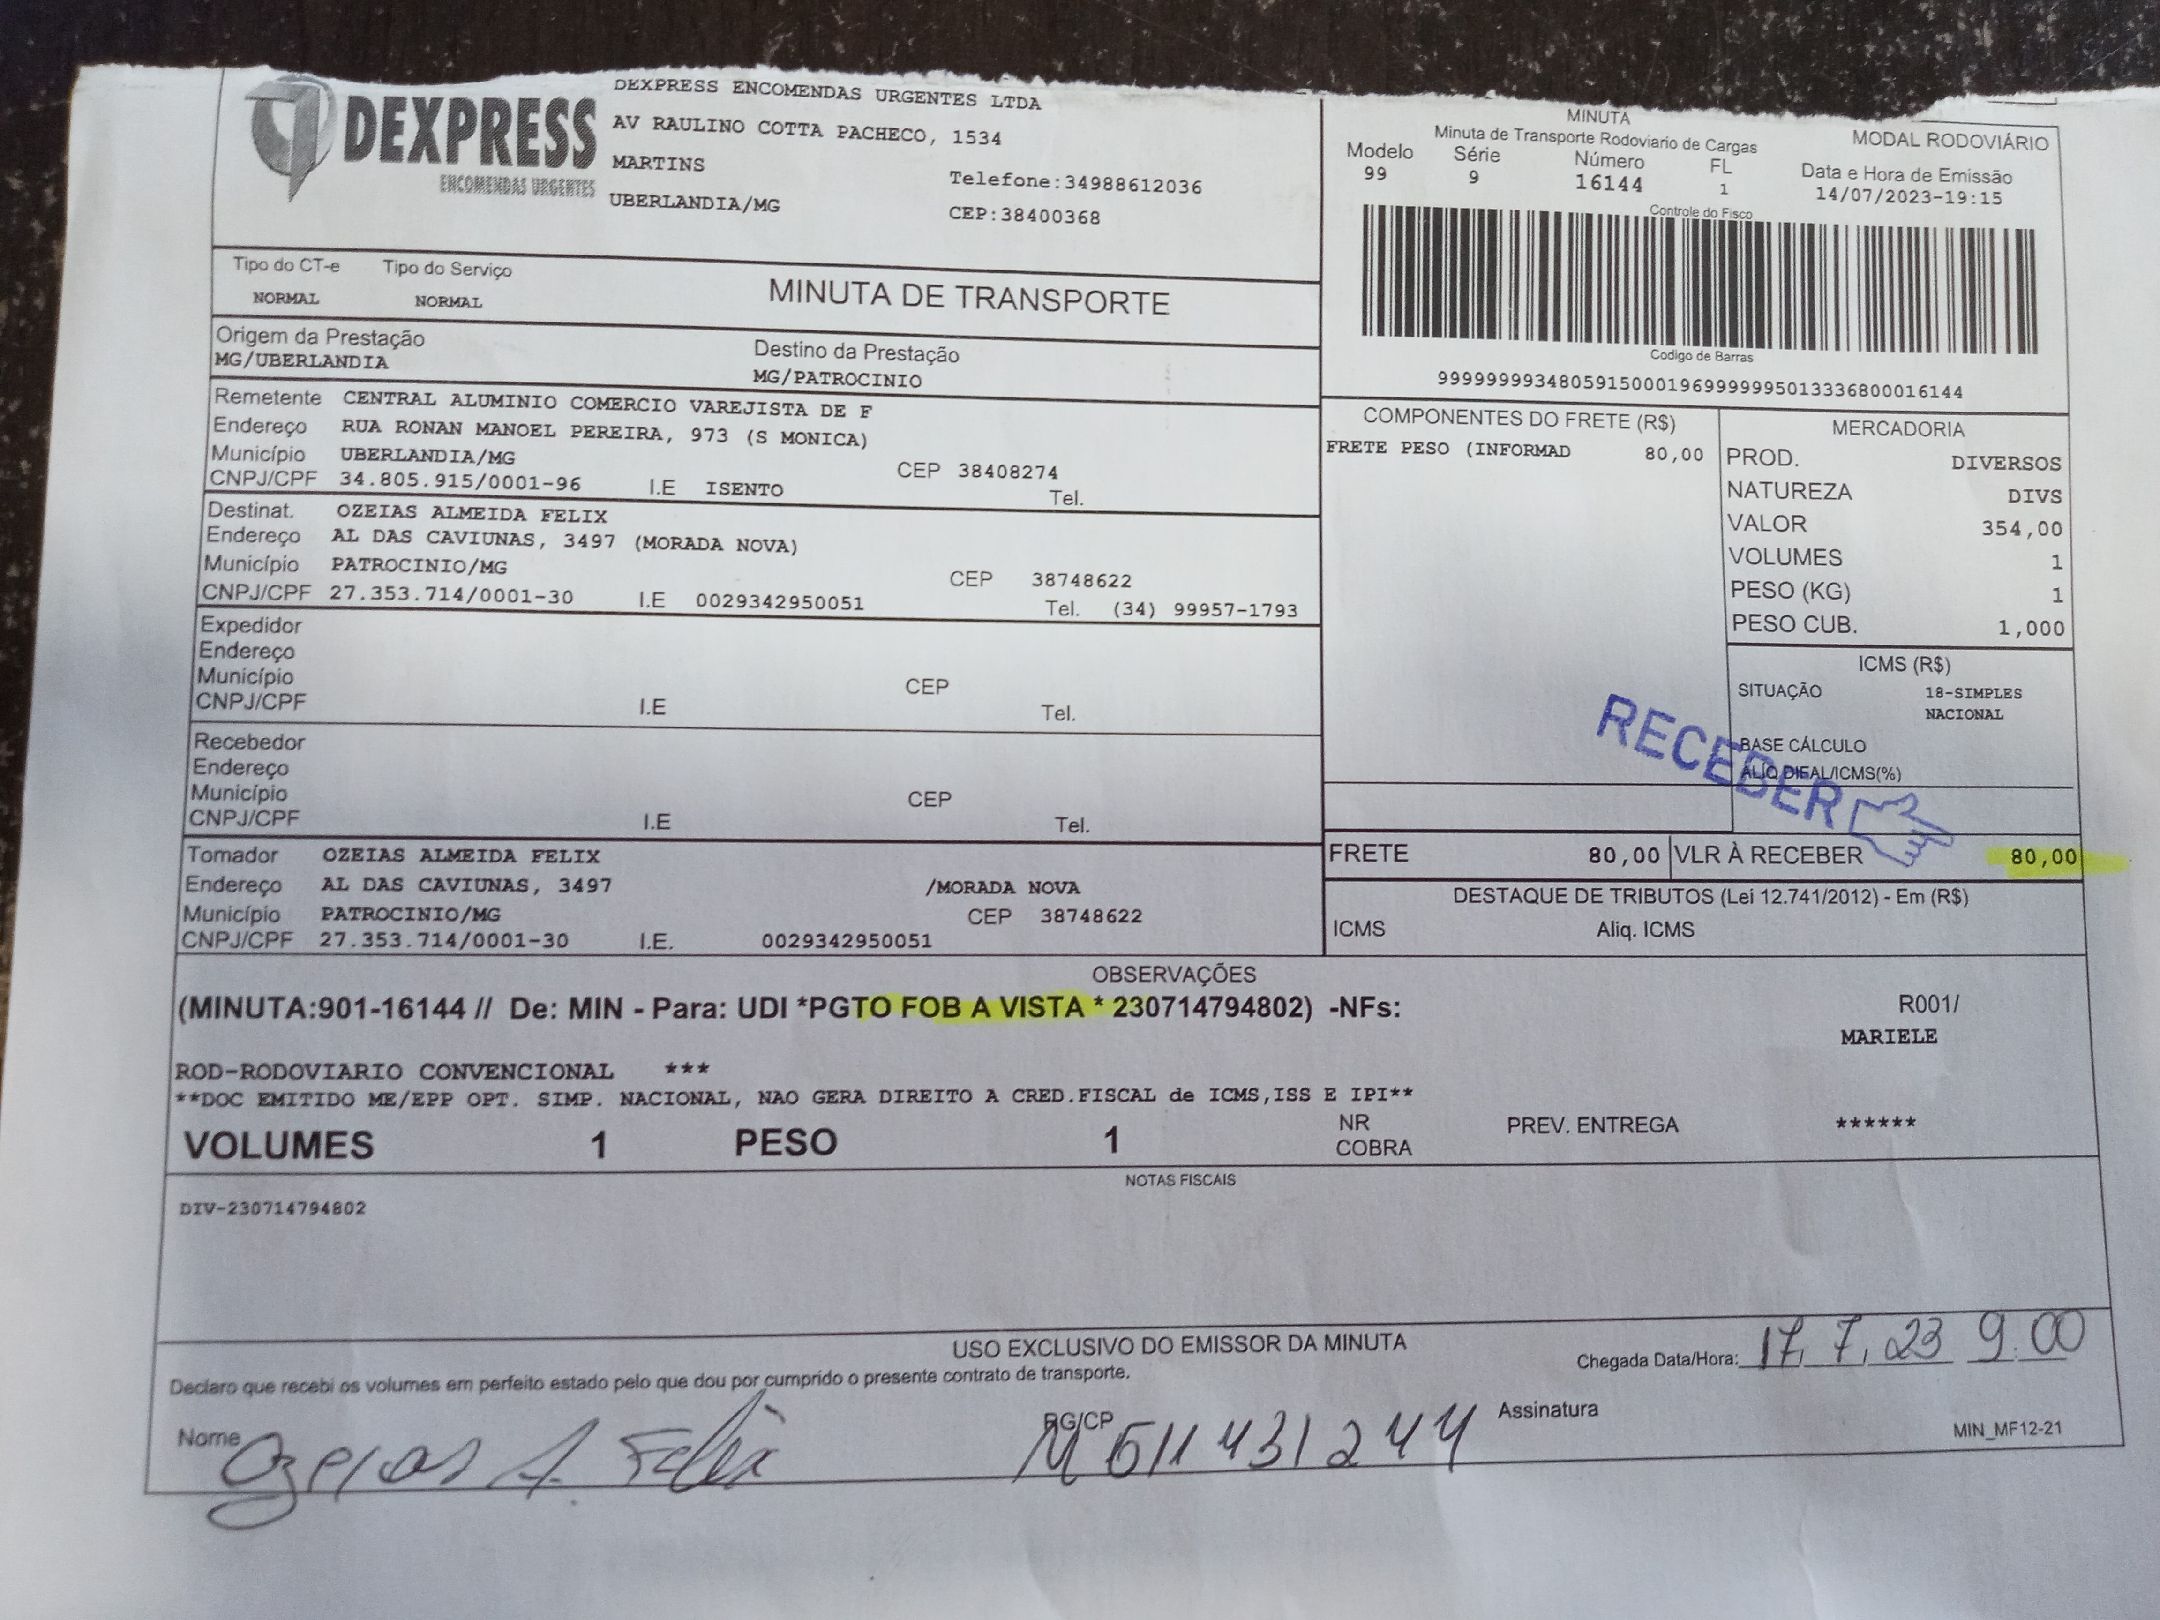 DEXPRESS
ENCOMENDAS URGENTES
DEXPRESS ENCOMENDAS URGENTES LTDA
AV RAULINO COTTA PACHECO, 1534
MARTINS
Telefone:34988612036
UBERLANDIA/MG
CEP:38400368
MINUTA
Minuta de Transporte Rodoviario de Cargas
MODAL RODOVIÁRIO
Modelo Série Número FL Data e Hora de Emissão
99 9 16144 1 14/07/2023-19:15
Controle do Fisco
Codigo de Barras
999999993480591500019699999995013336800016144
Tipo do CT-e Tipo do Serviço
NORMAL NORMAL
MINUTA DE TRANSPORTE
Origem da Prestação Destino da Prestação
MG/UBERLANDIA MG/PATROCINIO
Remetente CENTRAL ALUMINIO COMERCIO VAREJISTA DE F
Endereço RUA RONAN MANOEL PEREIRA, 973 (S MONICA)
Município UBERLANDIA/MG CEP 38408274
CNPJ/CPF 34.805.915/0001-96 I.E ISENTO Tel.
Destinat. OZEIAS ALMEIDA FELIX
Endereço AL DAS CAVIUNAS, 3497 (MORADA NOVA)
Município PATROCINIO/MG CEP 38748622
CNPJ/CPF 27.353.714/0001-30 I.E 0029342950051 Tel. (34) 99957-1793
Expedidor
Endereço
Município CEP
CNPJ/CPF I.E Tel.
Recebedor
Endereço
Município CEP
CNPJ/CPF I.E Tel.
Tomador OZEIAS ALMEIDA FELIX
Endereço AL DAS CAVIUNAS, 3497 /MORADA NOVA
Município PATROCINIO/MG CEP 38748622
CNPJ/CPF 27.353.714/0001-30 I.E. 0029342950051
COMPONENTES DO FRETE (R$)
FRETE PESO (INFORMAD 80,00
MERCADORIA
PROD. DIVERSOS
NATUREZA DIVS
VALOR 354,00
VOLUMES 1
PESO (KG) 1
PESO CUB. 1,000
ICMS (R$)
SITUAÇÃO 18-SIMPLES
NACIONAL
BASE CÁLCULO
ALÍQ DIFAL/ICMS(%)
RECEBER
FRETE 80,00 VLR À RECEBER 80,00
DESTAQUE DE TRIBUTOS (Lei 12.741/2012) - Em (R$)
ICMS Aliq. ICMS
OBSERVAÇÕES
(MINUTA:901-16144 // De: MIN - Para: UDI *PGTO FOB A VISTA * 230714794802) -NFs:
R001/
MARIELE
ROD-RODOVIARIO CONVENCIONAL ***
**DOC EMITIDO ME/EPP OPT. SIMP. NACIONAL, NAO GERA DIREITO A CRED.FISCAL de ICMS,ISS E IPI**
VOLUMES 1 PESO 1 NR COBRA PREV. ENTREGA ******
NOTAS FISCAIS
DIV-230714794802
USO EXCLUSIVO DO EMISSOR DA MINUTA
Chegada Data/Hora: 17, 7, 23 9:00
Declaro que recebi os volumes em perfeito estado pelo que dou por cumprido o presente contrato de transporte.
Nome Ozeias A. Felix RG/CP Assinatura
MIN_MF12-21